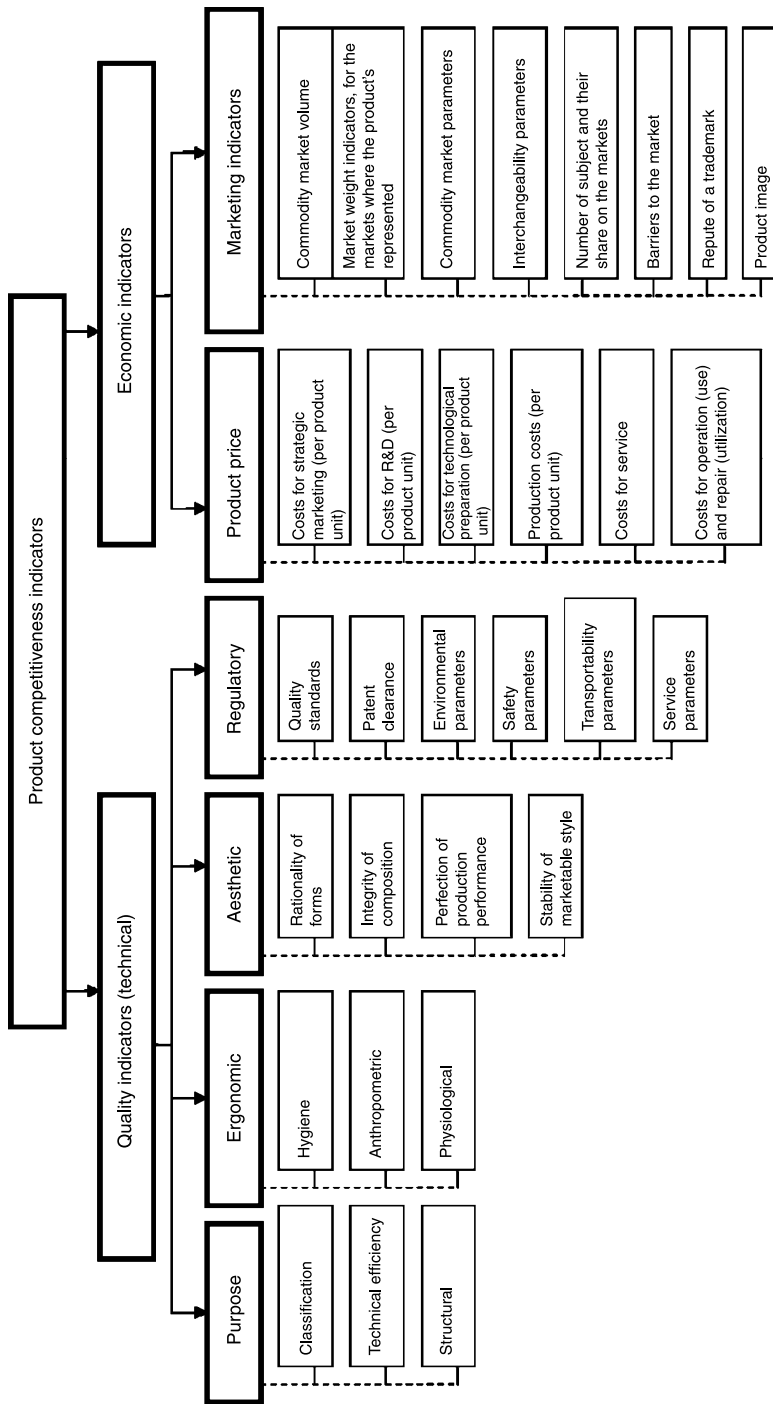 Product competitiveness indicators
Quality indicators (technical)
Economic indicators
Purpose
Ergonomic
Aesthetic
Regulatory
Product price
Marketing indicators
Classification
Technical efficiency
Structural
Hygiene
Anthropometric
Physiological
Rationality of
forms
Integrity of
composition
Perfection of
production
performance
Stability of
marketable style
Quality
standards
Patent
clearance
Environmental
parameters
Safety
parameters
Transportability
parameters
Service
parameters
Costs for strategic
marketing (per product
unit)
Costs for R&D (per
product unit)
Costs for technological
preparation (per product
unit)
Production costs (per
product unit)
Costs for service
Costs for operation (use)
and repair (utilization)
Commodity market volume
Market weight indicators, for the
markets where the product's
represented
Commodity market parameters
Interchangeability parameters
Number of subject and their
share on the markets
Barriers to the market
Repute of a trademark
Product image